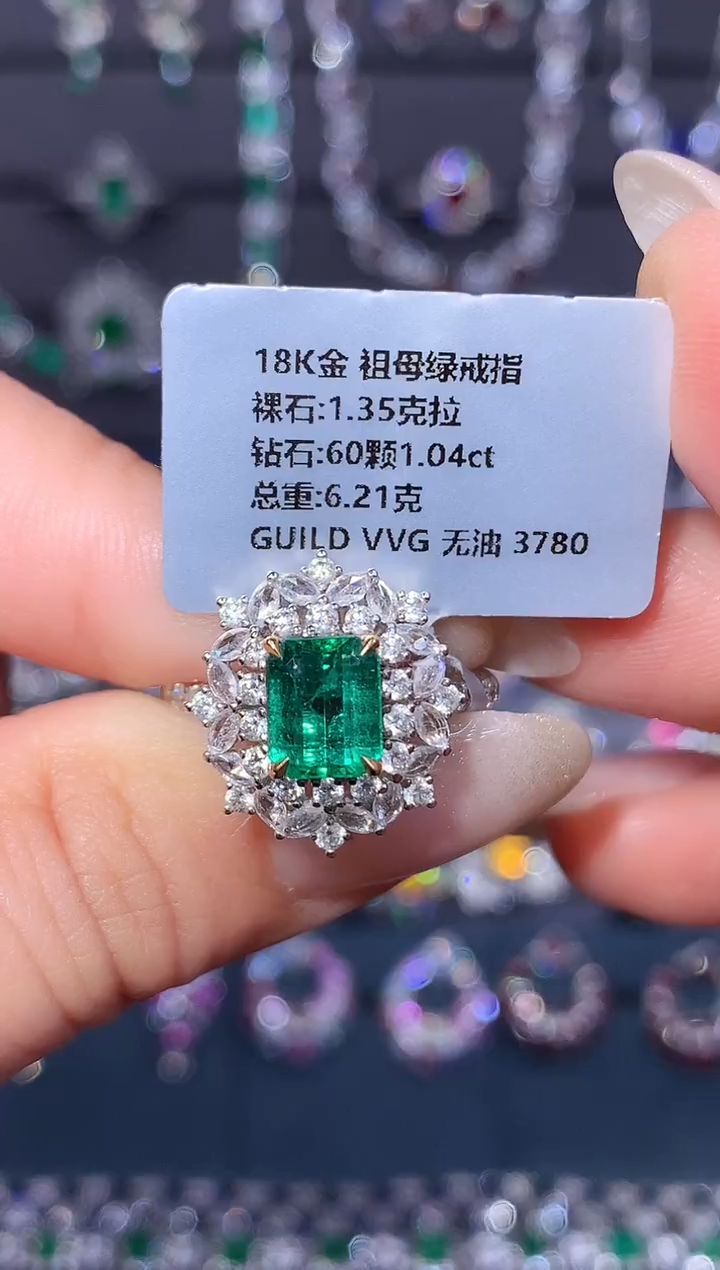 18K金 祖母绿戒指
裸石:1.35克拉
钻石:60颗1.04ct
总重:6.21克
GUILD VVG 无油 3780